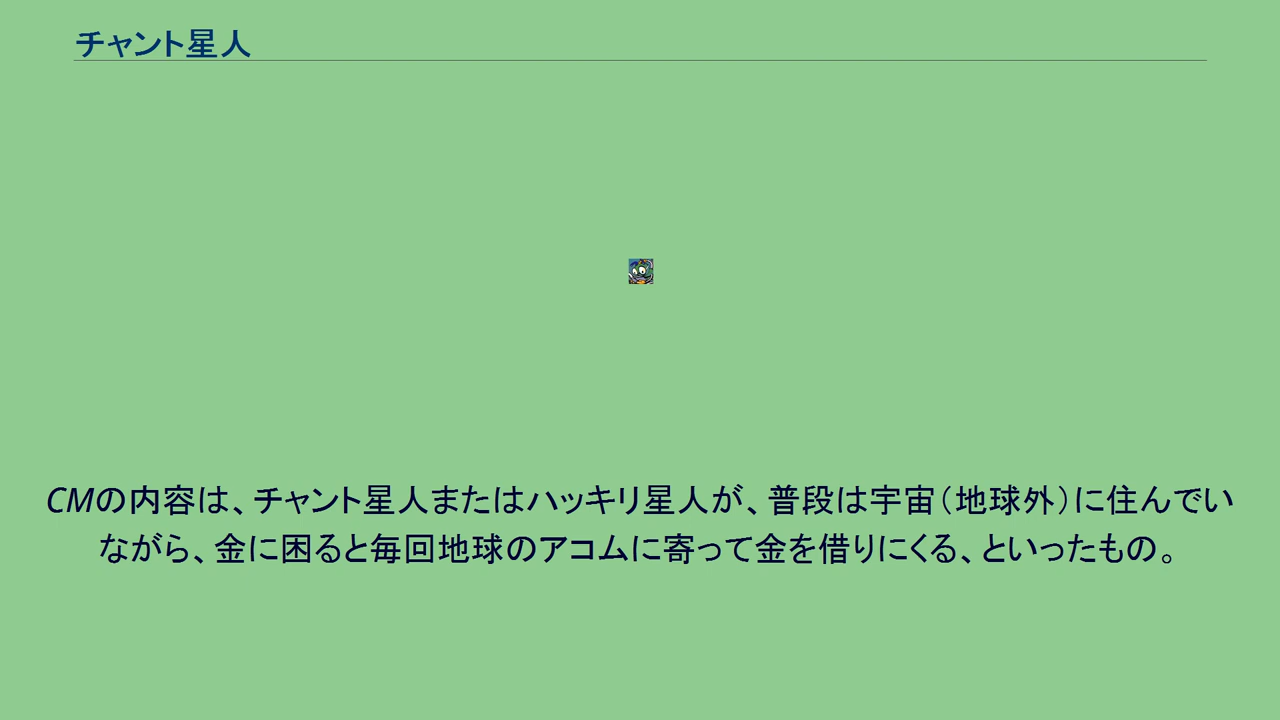 チャント星人
CMの内容は、チャント星人またはハッキリ星人が、普段は宇宙（地球外）に住んでい
ながら、金に困ると毎回地球のアコムに寄って金を借りにくる、といったもの。